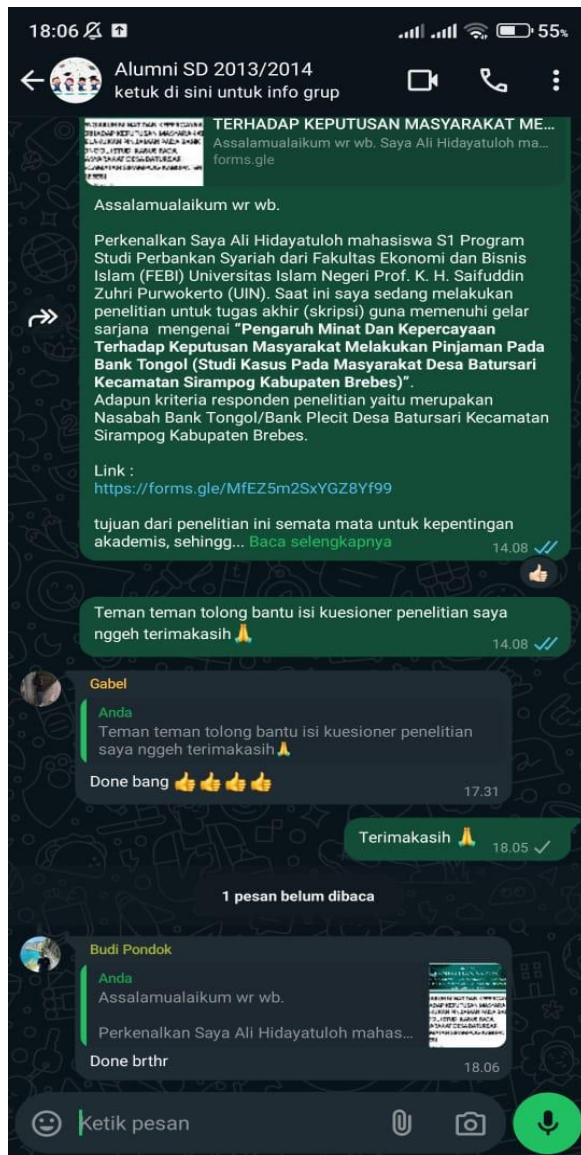 18:06
55%
Alumni SD 2013/2014
ketuk di sini untuk info grup
TERHADAP KEPUTUSAN MASYARAKAT ME...
Assalamualaikum wr wb. Saya Ali Hidayatuloh ma...
forms.gle
Assalamualaikum wr wb.
Perkenalkan Saya Ali Hidayatuloh mahasiswa S1 Program
Studi Perbankan Syariah dari Fakultas Ekonomi dan Bisnis
Islam (FEBI) Universitas Islam Negeri Prof. K. H. Saifuddin
Zuhri Purwokerto (UIN). Saat ini saya sedang melakukan
penelitian untuk tugas akhir (skripsi) guna memenuhi gelar
sarjana mengenai “Pengaruh Minat Dan Kepercayaan
Terhadap Keputusan Masyarakat Melakukan Pinjaman Pada
Bank Tongol (Studi Kasus Pada Masyarakat Desa Batursari
Kecamatan Sirampog Kabupaten Brebes)”.
Adapun kriteria responden penelitian yaitu merupakan
Nasabah Bank Tongol/Bank Plecit Desa Batursari Kecamatan
Sirampog Kabupaten Brebes.
Link :
https://forms.gle/MfEZ5m2SxYGZ8Yf99
tujuan dari penelitian ini semata mata untuk kepentingan
akademis, sehingg... Baca selengkapnya
14.08
Teman teman tolong bantu isi kuesioner penelitian saya
nggeh terimakasih🙏
14.08
Gabel
Anda
Teman teman tolong bantu isi kuesioner penelitian
saya nggeh terimakasih🙏
Done bang 👍👍👍👍
17.31
Terimakasih 🙏
18.05
1 pesan belum dibaca
Budi Pondok
Anda
Assalamualaikum wr wb.
Perkenalkan Saya Ali Hidayatuloh mahas...
Done brthr
18.06
Ketik pesan